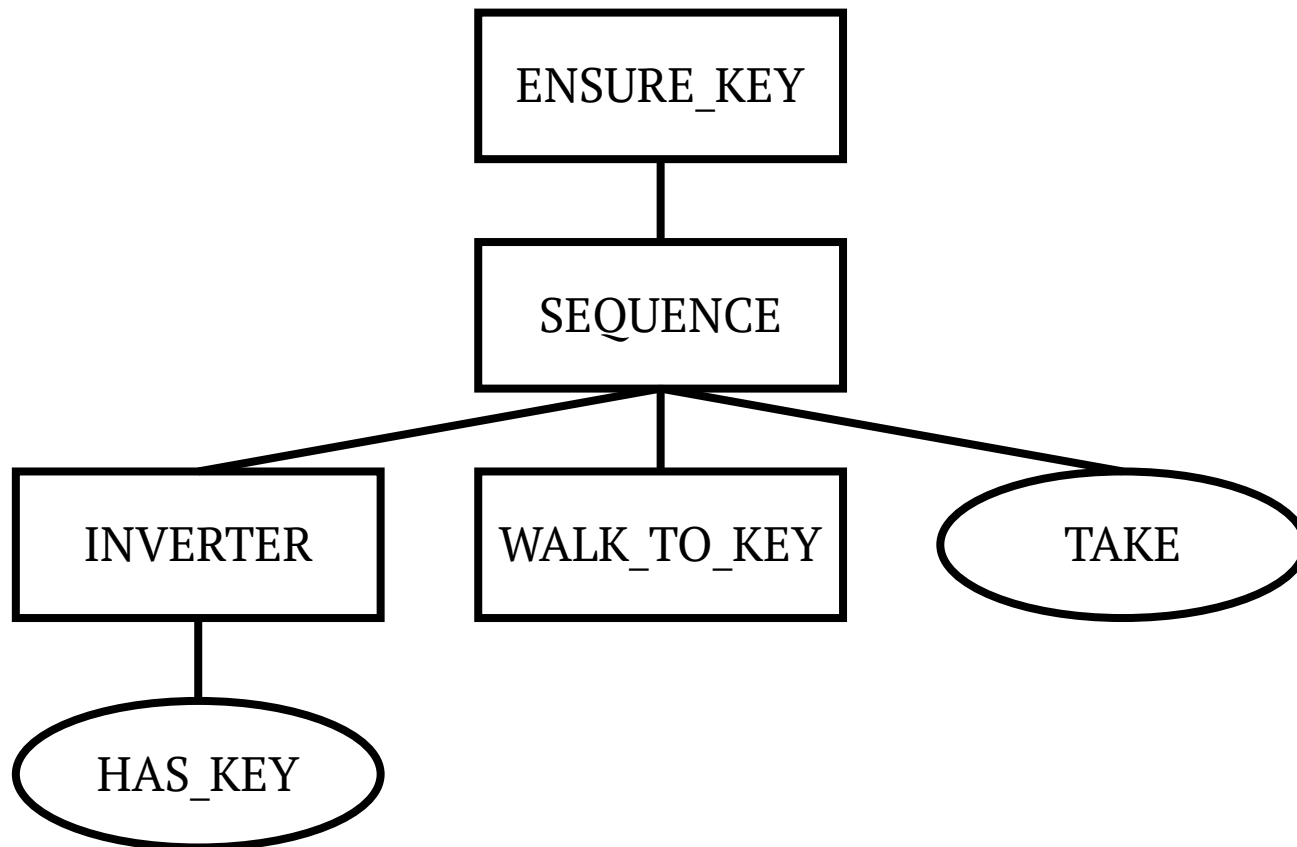 ENSURE_KEY
SEQUENCE
INVERTER
WALK_TO_KEY
TAKE
HAS_KEY